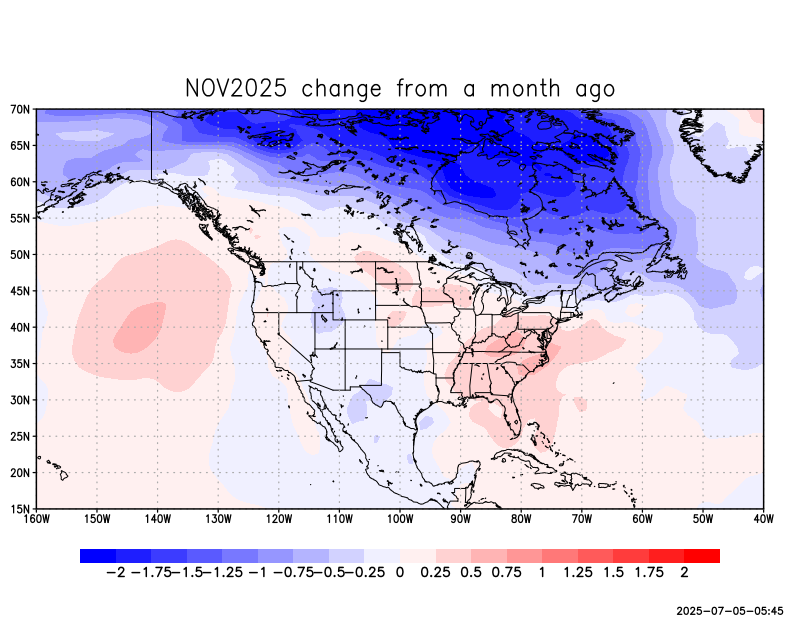 NOV2025 change from a month ago
70N
65N
60N
55N
50N
45N
40N
35N
30N
25N
20N
15N
160W 150W 140W 130W 120W 110W 100W 90W 80W 70W 60W 50W 40W
−2 −1.75 −1.5 −1.25 −1 −0.75 −0.5 −0.25 0 0.25 0.5 0.75 1 1.25 1.5 1.75 2
2025-07-05-05:45